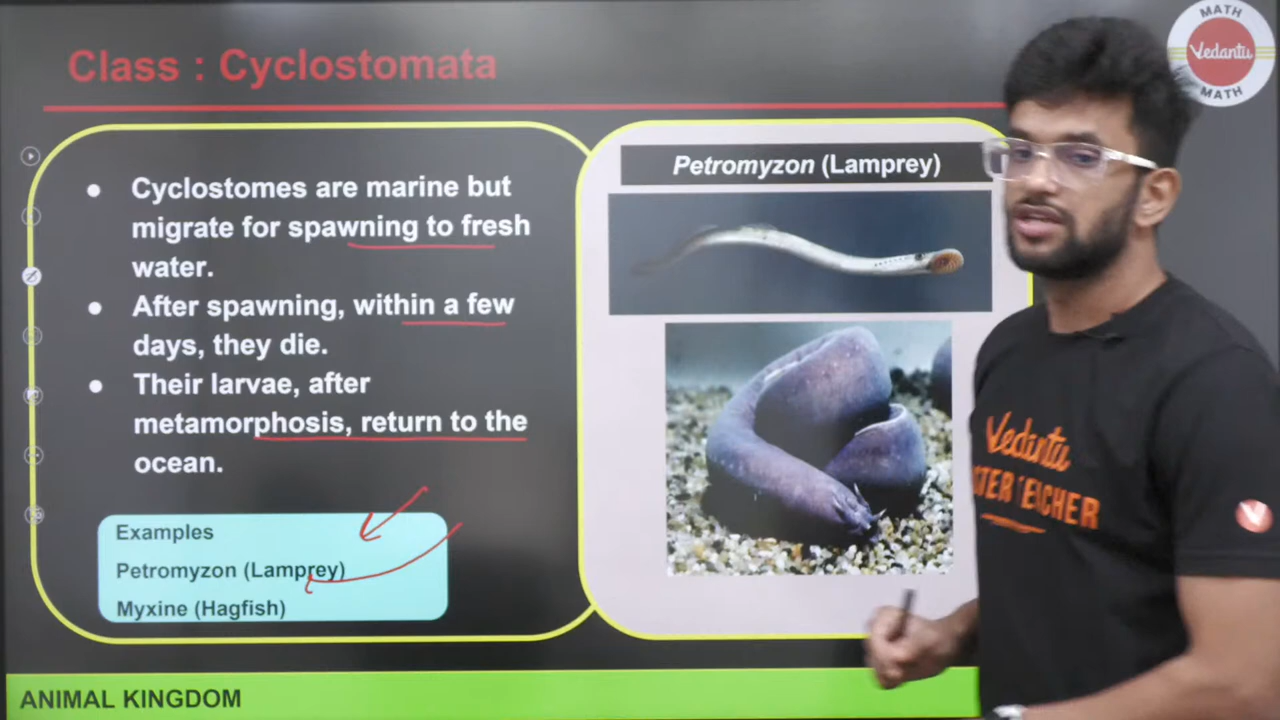 Class : Cyclostomata
Cyclostomes are marine but
migrate for spawning to fresh
water.
After spawning, within a few
days, they die.
Their larvae, after
metamorphosis, return to the
ocean.
Examples
Petromyzon (Lamprey)
Myxine (Hagfish)
Petromyzon (Lamprey)
MATH
Vedantu
MATH
Vedantu
ANIMAL KINGDOM